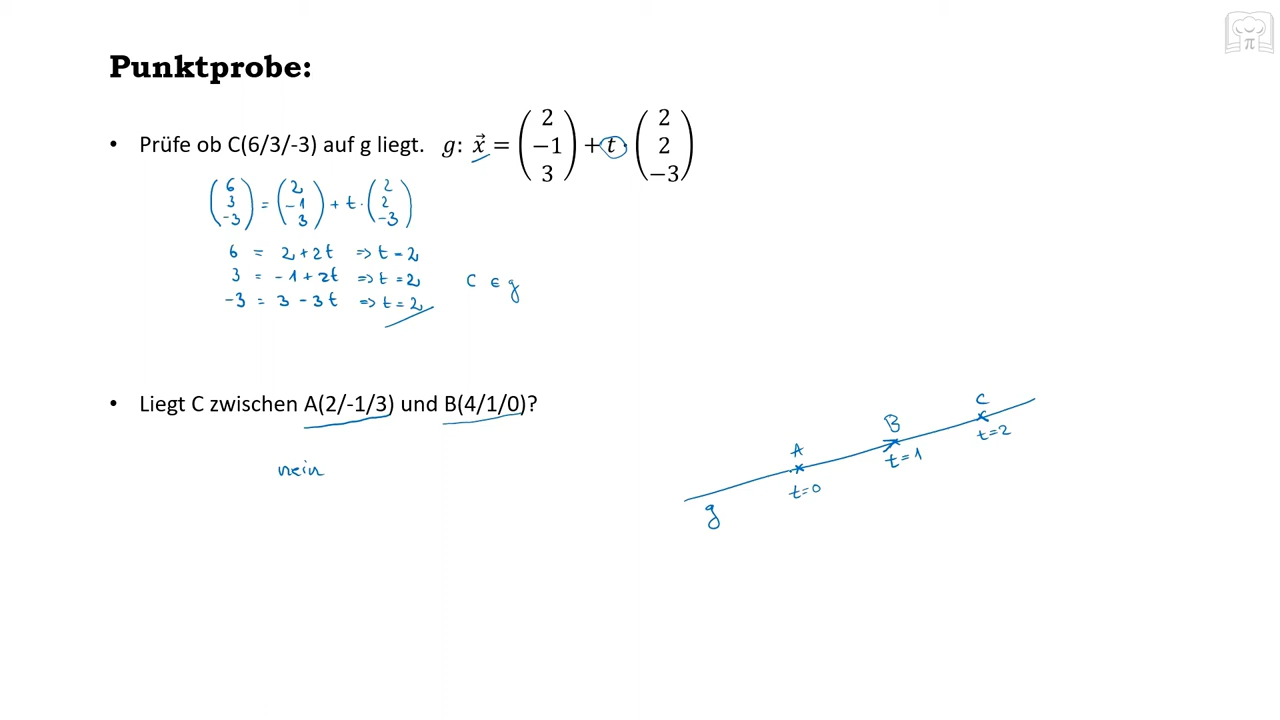 Punktprobe:
• Prüfe ob C(6/3/-3) auf g liegt. g: x⃗ = (2 −1 3) + t · (2 2 −3)
(6 3 -3) = (2 -1 3) + t · (2 2 -3)
6 = 2 + 2t ⇒ t = 2
3 = -1 + 2t ⇒ t = 2
-3 = 3 - 3t ⇒ t = 2
C ∈ g
• Liegt C zwischen A(2/-1/3) und B(4/1/0)?
nein
C
t=2
B
t=1
A
t=0
g
π